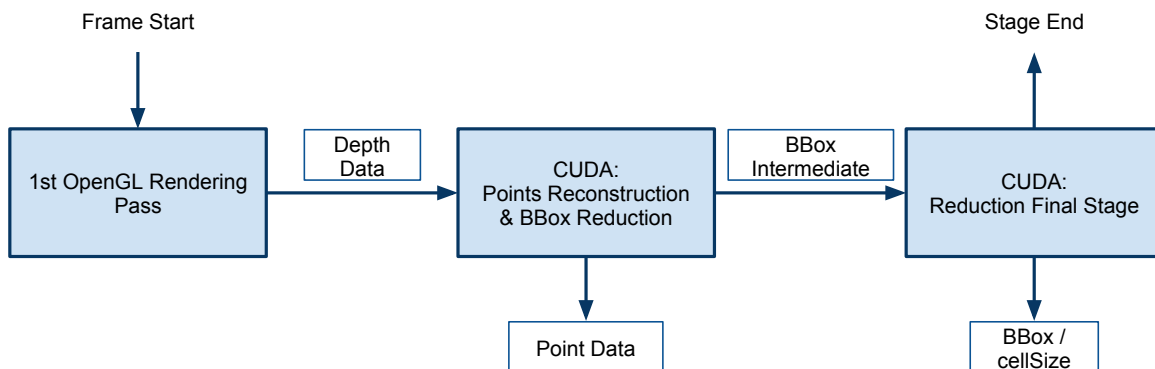 Frame Start
Stage End
1st OpenGL Rendering
Pass
Depth
Data
CUDA:
Points Reconstruction
& BBox Reduction
BBox
Intermediate
CUDA:
Reduction Final Stage
Point Data
BBox /
cellSize